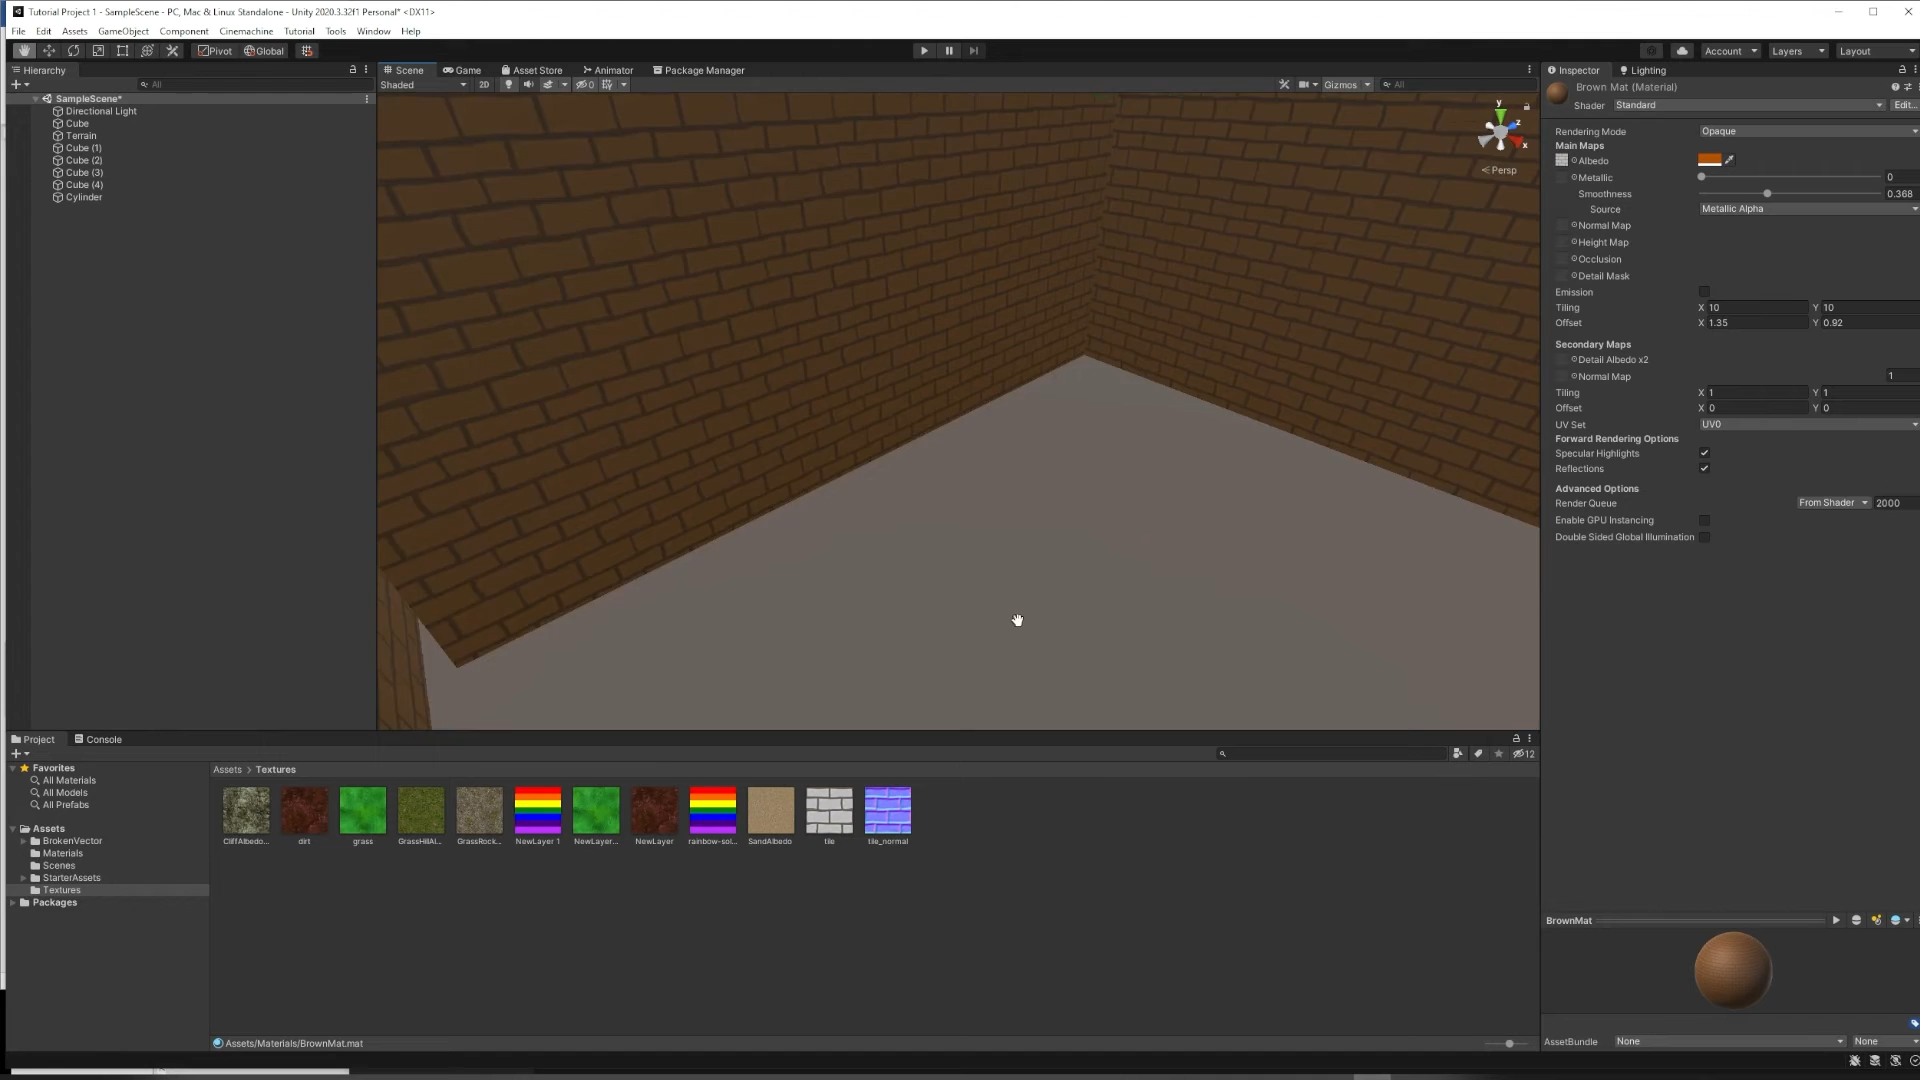 Tutorial Project 1 - SampleScene - PC, Mac & Linux Standalone - Unity 2020.3.32f1 Personal* <DX11>
File Edit Assets GameObject Component Cinemachine Tutorial Tools Window Help
Pivot Global Account Layers Layout
Hierarchy
All
SampleScene*
Directional Light
Cube
Terrain
Cube (1)
Cube (2)
Cube (3)
Cube (4)
Cylinder
Scene Game Asset Store Animator Package Manager
Shaded 2D 0 Gizmos All
y
z
x
Persp
Inspector Lighting
Brown Mat (Material)
Shader Standard Edit...
Rendering Mode Opaque
Main Maps
Albedo
Metallic 0
Smoothness 0.368
Source Metallic Alpha
Normal Map
Height Map
Occlusion
Detail Mask
Emission
Tiling X 10 Y 10
Offset X 1.35 Y 0.92
Secondary Maps
Detail Albedo x2
Normal Map 1
Tiling X 1 Y 1
Offset X 0 Y 0
UV Set UV0
Forward Rendering Options
Specular Highlights
Reflections
Advanced Options
Render Queue From Shader 2000
Enable GPU Instancing
Double Sided Global Illumination
BrownMat
AssetBundle None None
Project Console
12
Favorites
All Materials
All Models
All Prefabs
Assets
BrokenVector
Materials
Scenes
StarterAssets
Textures
Packages
Assets > Textures
CliffAlbedo... dirt grass GrassHillAl... GrassRock... NewLayer 1 NewLayer... NewLayer rainbow-sol... SandAlbedo tile tile_normal
Assets/Materials/BrownMat.mat